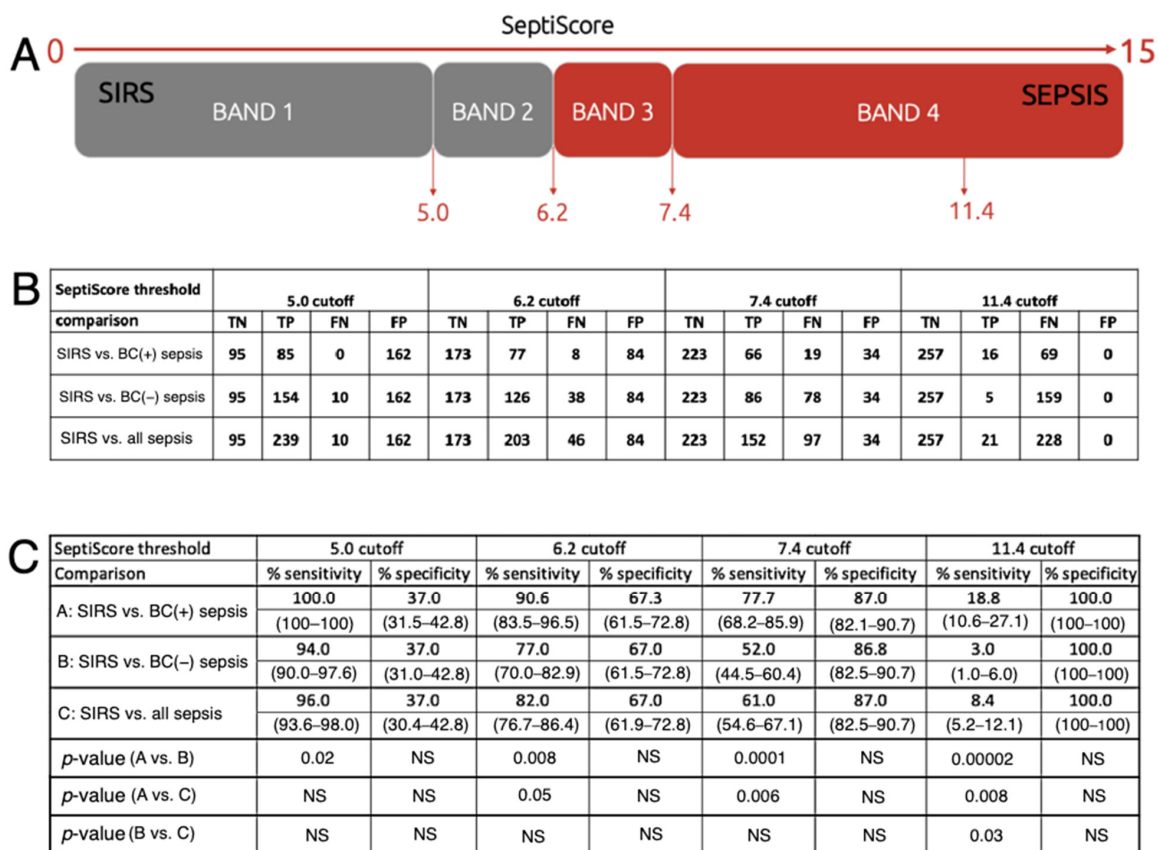 SeptiScore
A 0 15
SIRS BAND 1 BAND 2 BAND 3 BAND 4 SEPSIS
5.0 6.2 7.4 11.4
B
SeptiScore threshold 5.0 cutoff 6.2 cutoff 7.4 cutoff 11.4 cutoff
comparison TN TP FN FP TN TP FN FP TN TP FN FP TN TP FN FP
SIRS vs. BC(+) sepsis 95 85 0 162 173 77 8 84 223 66 19 34 257 16 69 0
SIRS vs. BC(−) sepsis 95 154 10 162 173 126 38 84 223 86 78 34 257 5 159 0
SIRS vs. all sepsis 95 239 10 162 173 203 46 84 223 152 97 34 257 21 228 0
C
SeptiScore threshold 5.0 cutoff 6.2 cutoff 7.4 cutoff 11.4 cutoff
Comparison % sensitivity % specificity % sensitivity % specificity % sensitivity % specificity % sensitivity % specificity
A: SIRS vs. BC(+) sepsis 100.0 37.0 90.6 67.3 77.7 87.0 18.8 100.0
(100–100) (31.5–42.8) (83.5–96.5) (61.5–72.8) (68.2–85.9) (82.1–90.7) (10.6–27.1) (100–100)
B: SIRS vs. BC(−) sepsis 94.0 37.0 77.0 67.0 52.0 86.8 3.0 100.0
(90.0–97.6) (31.0–42.8) (70.0–82.9) (61.5–72.8) (44.5–60.4) (82.5–90.7) (1.0–6.0) (100–100)
C: SIRS vs. all sepsis 96.0 37.0 82.0 67.0 61.0 87.0 8.4 100.0
(93.6–98.0) (30.4–42.8) (76.7–86.4) (61.9–72.8) (54.6–67.1) (82.5–90.7) (5.2–12.1) (100–100)
p-value (A vs. B) 0.02 NS 0.008 NS 0.0001 NS 0.00002 NS
p-value (A vs. C) NS NS 0.05 NS 0.006 NS 0.008 NS
p-value (B vs. C) NS NS NS NS NS NS 0.03 NS